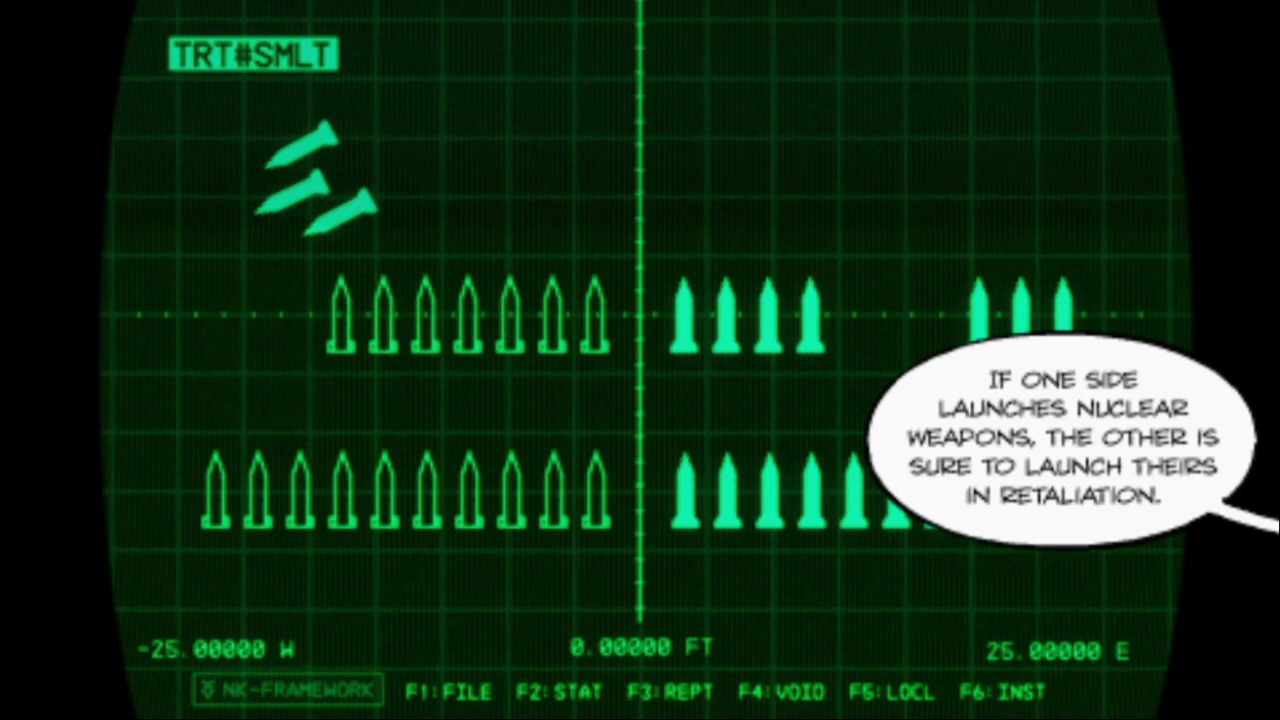 TRT#SMLT
IF ONE SIDE
LAUNCHES NUCLEAR
WEAPONS, THE OTHER IS
SURE TO LAUNCH THEIRS
IN RETALIATION.
-25.00000 W
0.00000 FT
25.00000 E
NK-FRAMEWORK
F1:FILE F2:STAT F3:REPT F4:VOID F5:LOCL F6:INST